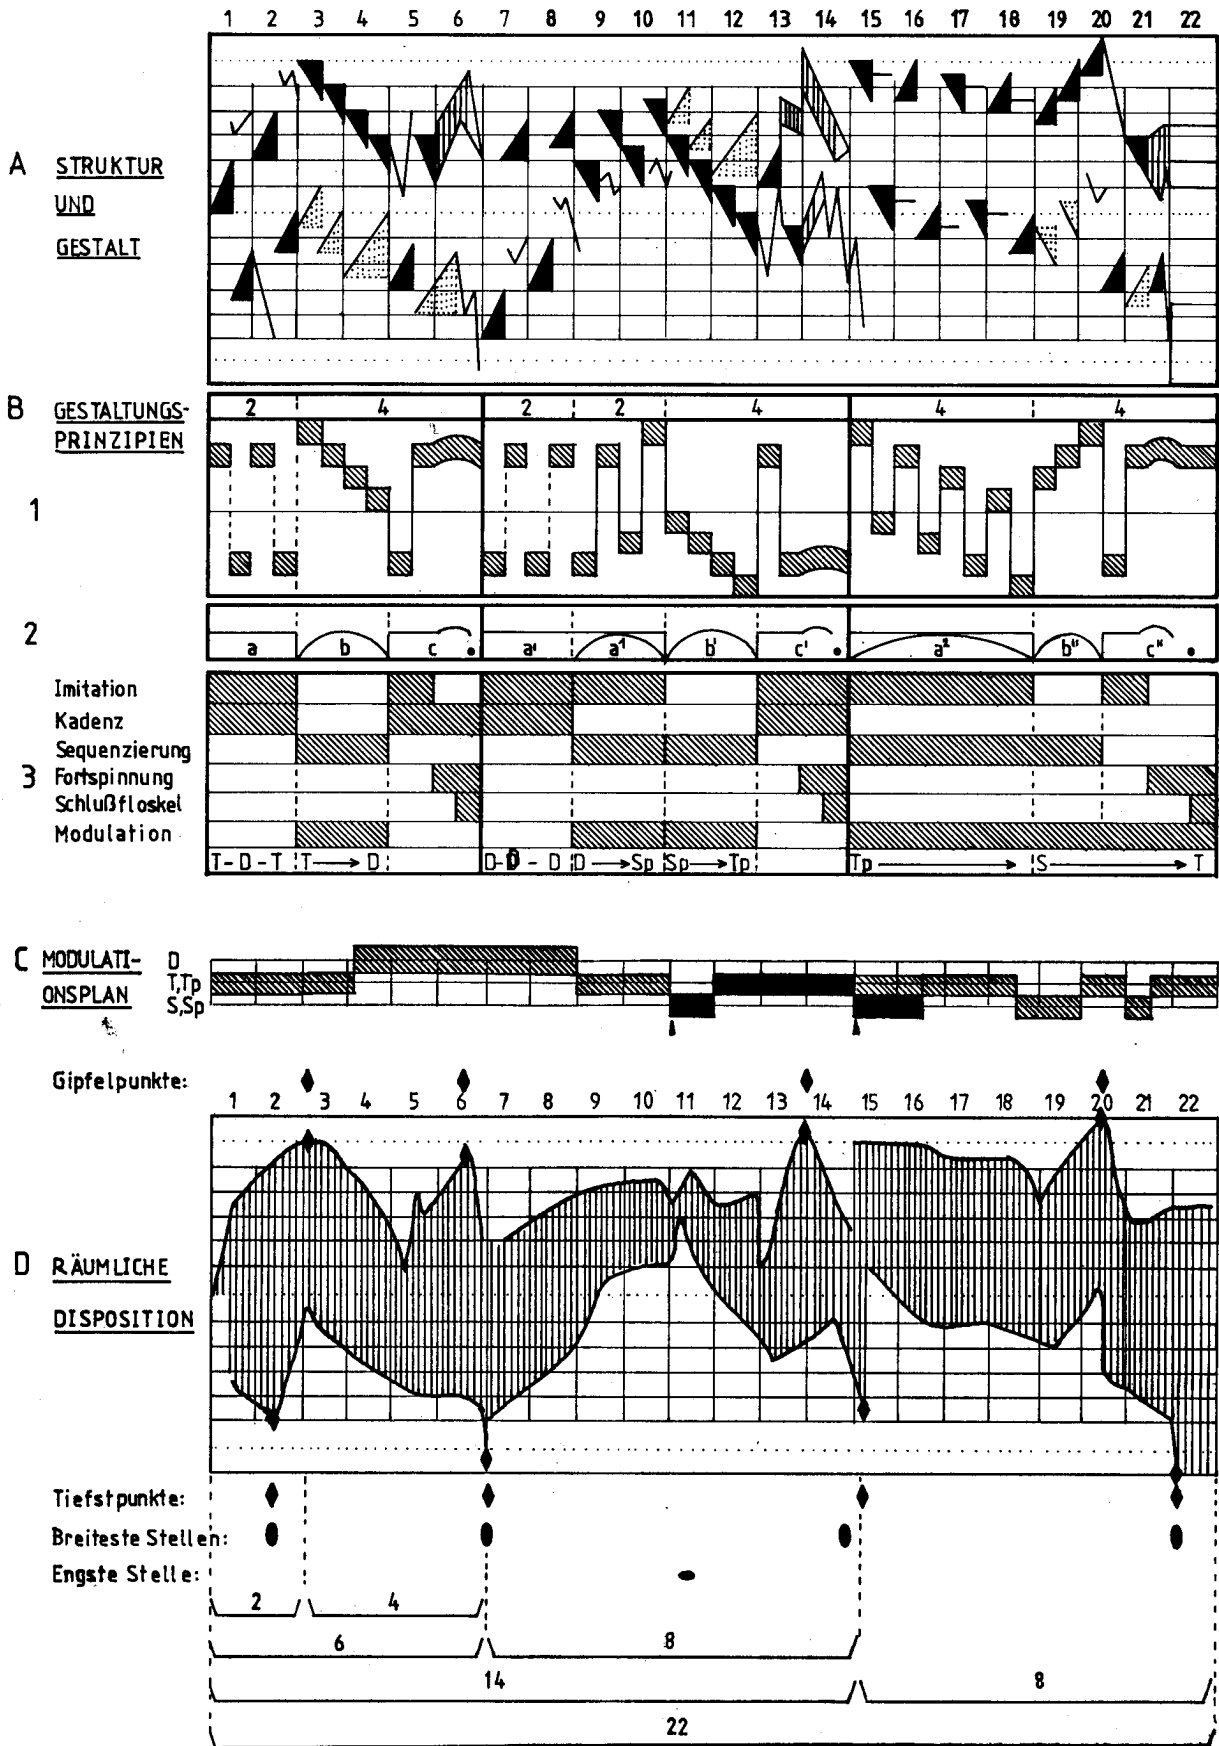 1 2 3 4 5 6 7 8 9 10 11 12 13 14 15 16 17 18 19 20 21 22
A STRUKTUR
UND
GESTALT
B GESTALTUNGS-
PRINZIPIEN
2 4 2 2 4 4 4
1
2
a b c a' a¹ b' c' a² b" c"
Imitation
Kadenz
Sequenzierung
3 Fortspinnung
Schlußfloskel
Modulation
T-D-T T → D D-D - D D → Sp Sp → Tp Tp → S → T
C MODULATI-
ONSPLAN
D
T,Tp
S,Sp
Gipfelpunkte:
1 2 3 4 5 6 7 8 9 10 11 12 13 14 15 16 17 18 19 20 21 22
D RÄUMLICHE
DISPOSITION
Tiefstpunkte:
Breiteste Stellen:
Engste Stelle:
2 4
6 8
14 8
22